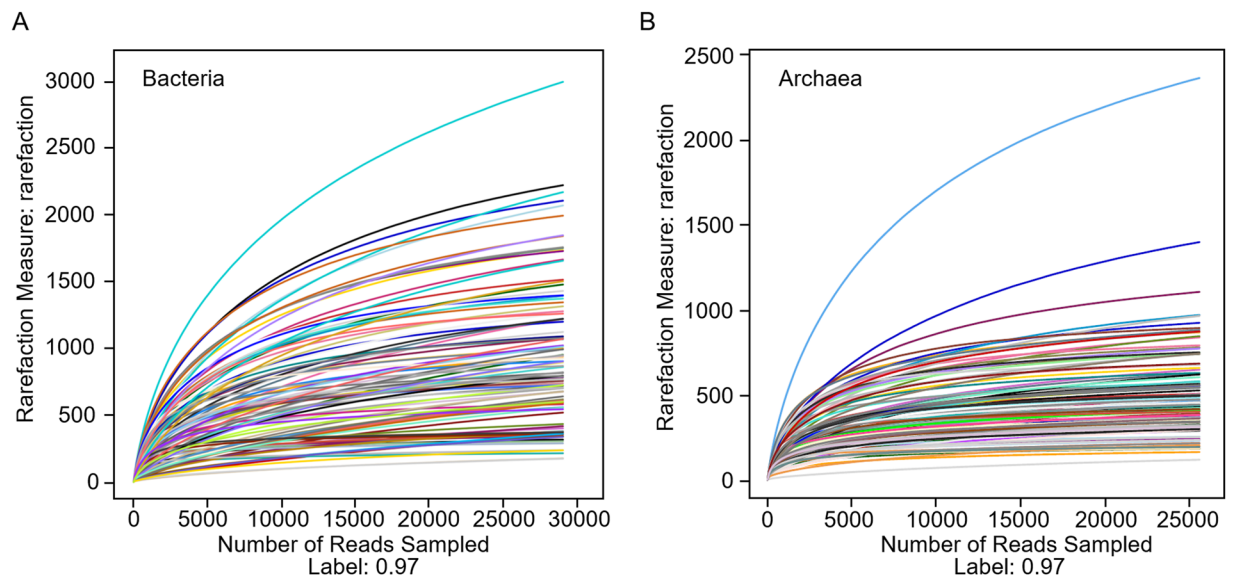 A
Bacteria
Rarefaction Measure: rarefaction
3000
2500
2000
1500
1000
500
0
0 5000 10000 15000 20000 25000 30000
Number of Reads Sampled
Label: 0.97
B
Archaea
Rarefaction Measure: rarefaction
2500
2000
1500
1000
500
0
0 5000 10000 15000 20000 25000
Number of Reads Sampled
Label: 0.97